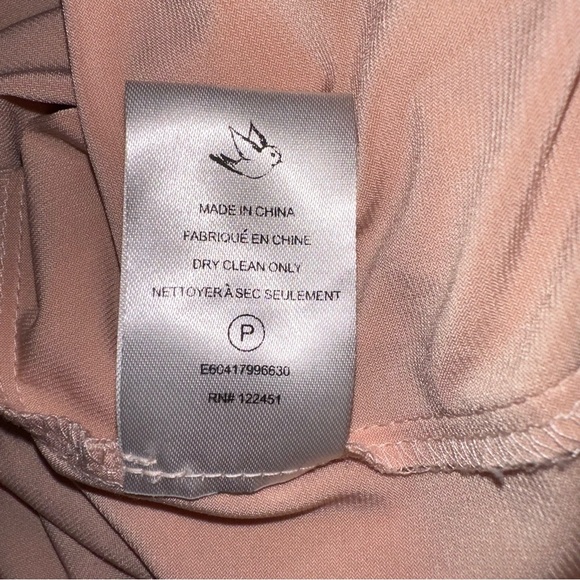 MADE IN CHINA
FABRIQUÉ EN CHINE
DRY CLEAN ONLY
NETTOYER À SEC SEULEMENT
P
E60417996630
RN# 122451